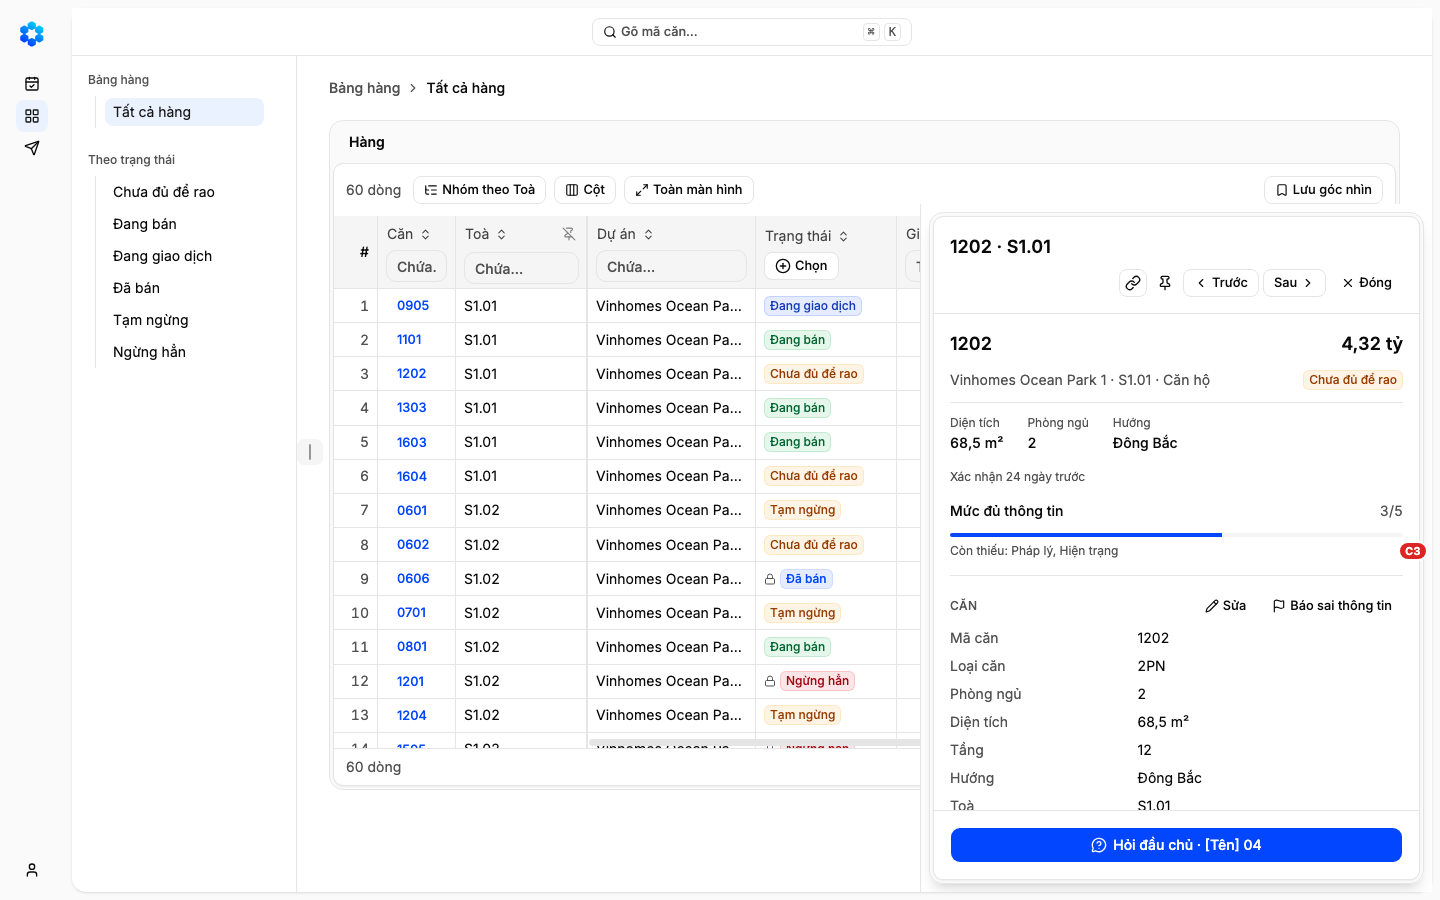 Gõ mã căn... ⌘ K
Bảng hàng
Tất cả hàng
Theo trạng thái
Chưa đủ để rao
Đang bán
Đang giao dịch
Đã bán
Tạm ngừng
Ngừng hẳn
Bảng hàng > Tất cả hàng
Hàng
60 dòng Nhóm theo Toà Cột Toàn màn hình Lưu góc nhìn
# Căn Toà Dự án Trạng thái
Chứa. Chứa... Chứa... Chọn
1 0905 S1.01 Vinhomes Ocean Pa... Đang giao dịch
2 1101 S1.01 Vinhomes Ocean Pa... Đang bán
3 1202 S1.01 Vinhomes Ocean Pa... Chưa đủ để rao
4 1303 S1.01 Vinhomes Ocean Pa... Đang bán
5 1603 S1.01 Vinhomes Ocean Pa... Đang bán
6 1604 S1.01 Vinhomes Ocean Pa... Chưa đủ để rao
7 0601 S1.02 Vinhomes Ocean Pa... Tạm ngừng
8 0602 S1.02 Vinhomes Ocean Pa... Chưa đủ để rao
9 0606 S1.02 Vinhomes Ocean Pa... Đã bán
10 0701 S1.02 Vinhomes Ocean Pa... Tạm ngừng
11 0801 S1.02 Vinhomes Ocean Pa... Đang bán
12 1201 S1.02 Vinhomes Ocean Pa... Ngừng hẳn
13 1204 S1.02 Vinhomes Ocean Pa... Tạm ngừng
60 dòng
1202 · S1.01
Trước Sau Đóng
1202 4,32 tỷ
Vinhomes Ocean Park 1 · S1.01 · Căn hộ Chưa đủ để rao
Diện tích Phòng ngủ Hướng
68,5 m² 2 Đông Bắc
Xác nhận 24 ngày trước
Mức đủ thông tin 3/5
Còn thiếu: Pháp lý, Hiện trạng
C3
CĂN Sửa Báo sai thông tin
Mã căn 1202
Loại căn 2PN
Phòng ngủ 2
Diện tích 68,5 m²
Tầng 12
Hướng Đông Bắc
Toà S1.01
Hỏi đầu chủ · [Tên] 04